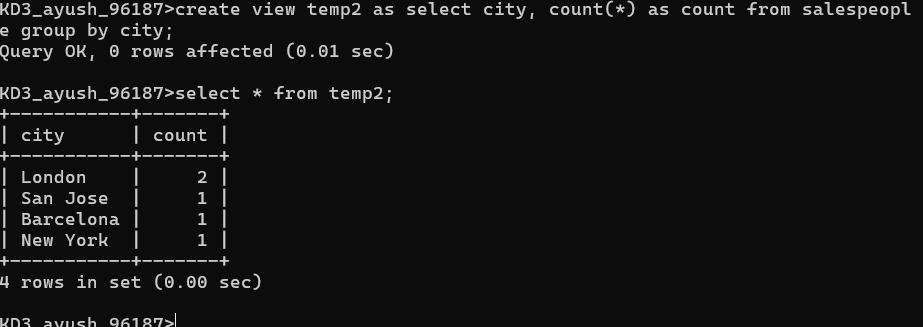 KD3_ayush_96187>create view temp2 as select city, count(*) as count from salespeopl
e group by city;
Query OK, 0 rows affected (0.01 sec)
KD3_ayush_96187>select * from temp2;
+-----------+-------+
| city      | count |
+-----------+-------+
| London    |     2 |
| San Jose  |     1 |
| Barcelona |     1 |
| New York  |     1 |
+-----------+-------+
4 rows in set (0.00 sec)
KD3_ayush_96187>